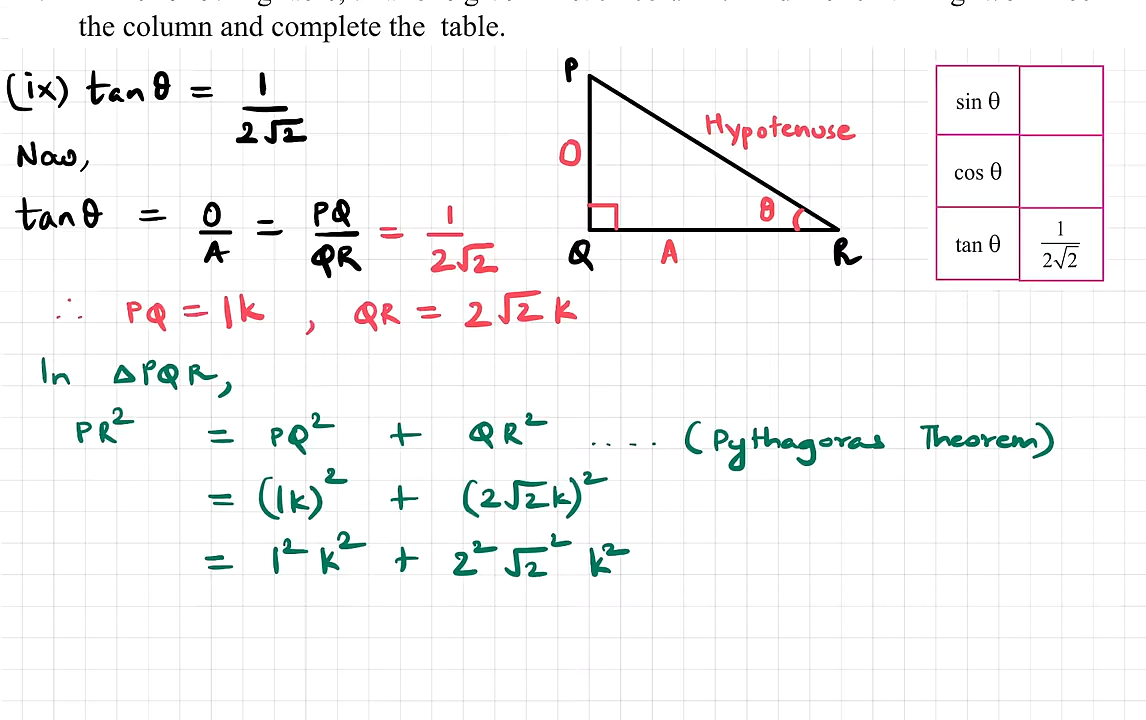 the column and complete the table.
(ix) tan θ = 1/2√2
Now,
tan θ = O/A = PQ/QR = 1/2√2
∴ PQ = 1k , QR = 2√2 k
In △PQR,
PR² = PQ² + QR² .... (Pythagoras Theorem)
= (1k)² + (2√2k)²
= 1² k² + 2² √2² k²
P
Hypotenuse
O
θ
Q A R
sin θ
cos θ
tan θ 1/2√2